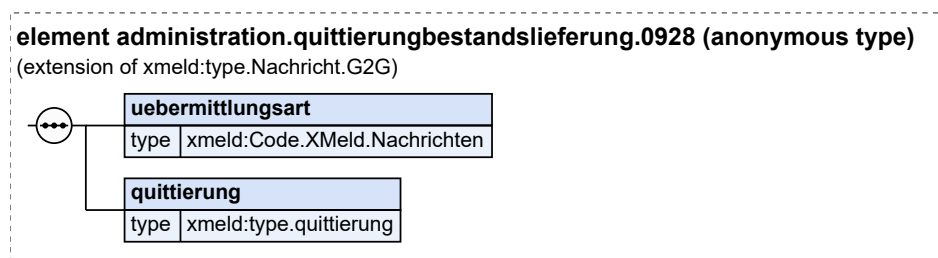 element administration.quittierungbestandslieferung.0928 (anonymous type)
(extension of xmeld:type.Nachricht.G2G)
uebermittlungsart
type xmeld:Code.XMeld.Nachrichten
quittierung
type xmeld:type.quittierung